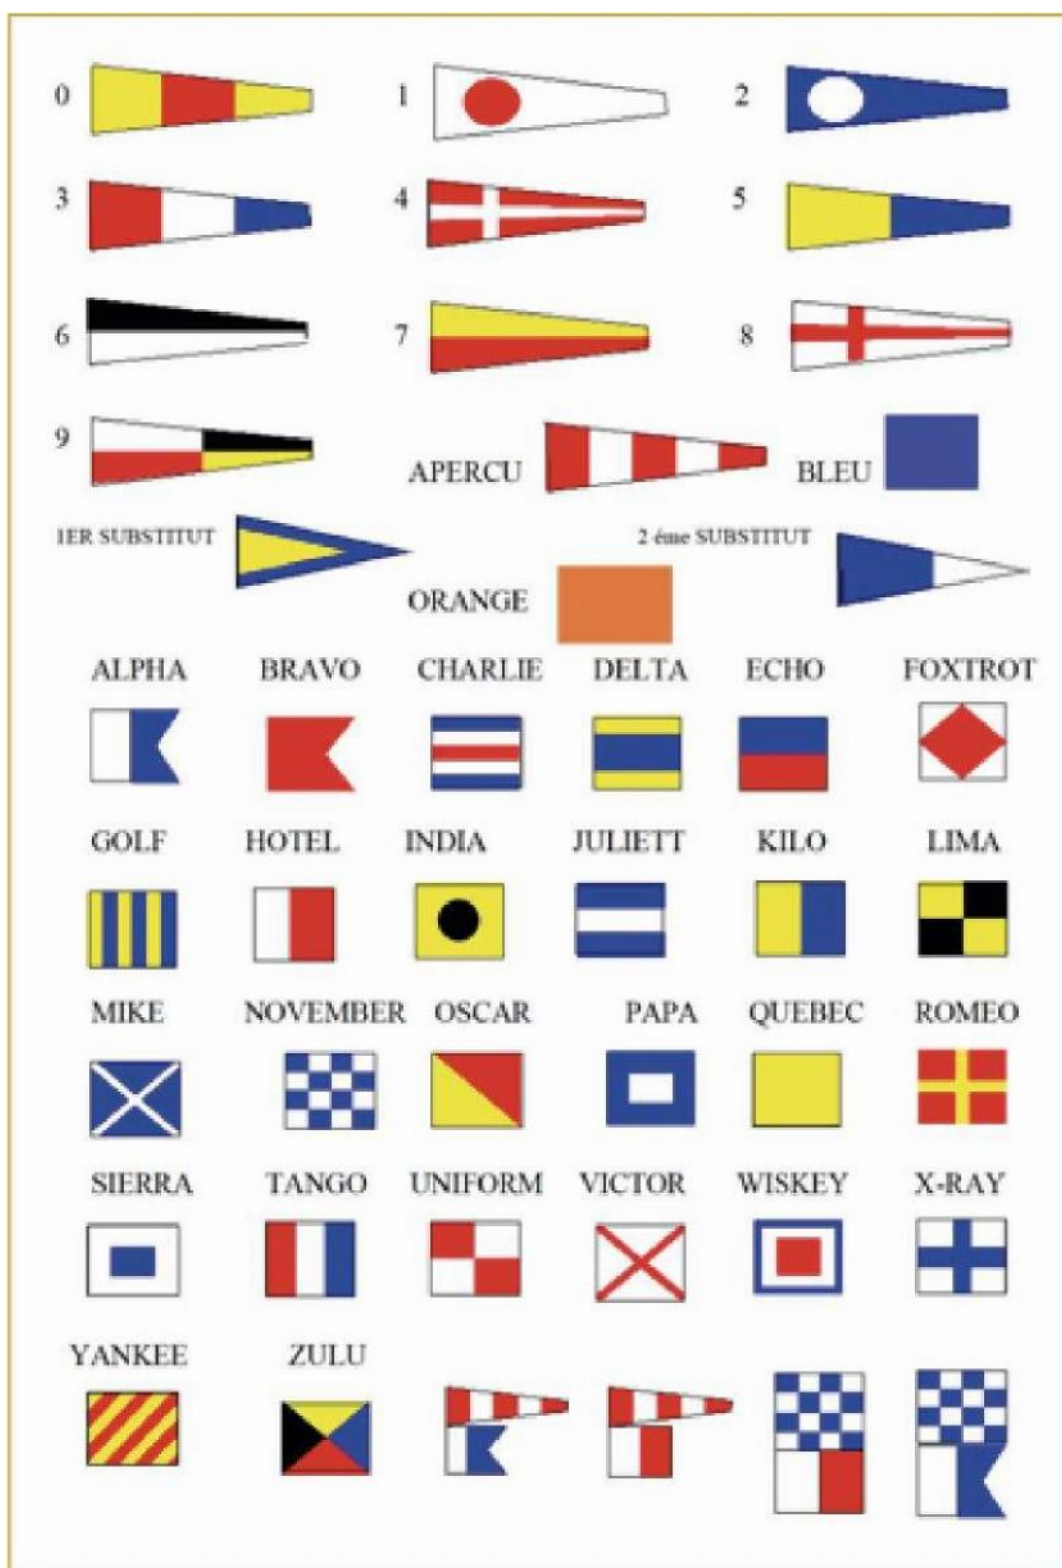 0 1 2
3 4 5
6 7 8
9 APERCU BLEU
1ER SUBSTITUT 2 éme SUBSTITUT
ORANGE
ALPHA BRAVO CHARLIE DELTA ECHO FOXTROT
GOLF HOTEL INDIA JULIETT KILO LIMA
MIKE NOVEMBER OSCAR PAPA QUEBEC ROMEO
SIERRA TANGO UNIFORM VICTOR WISKEY X-RAY
YANKEE ZULU